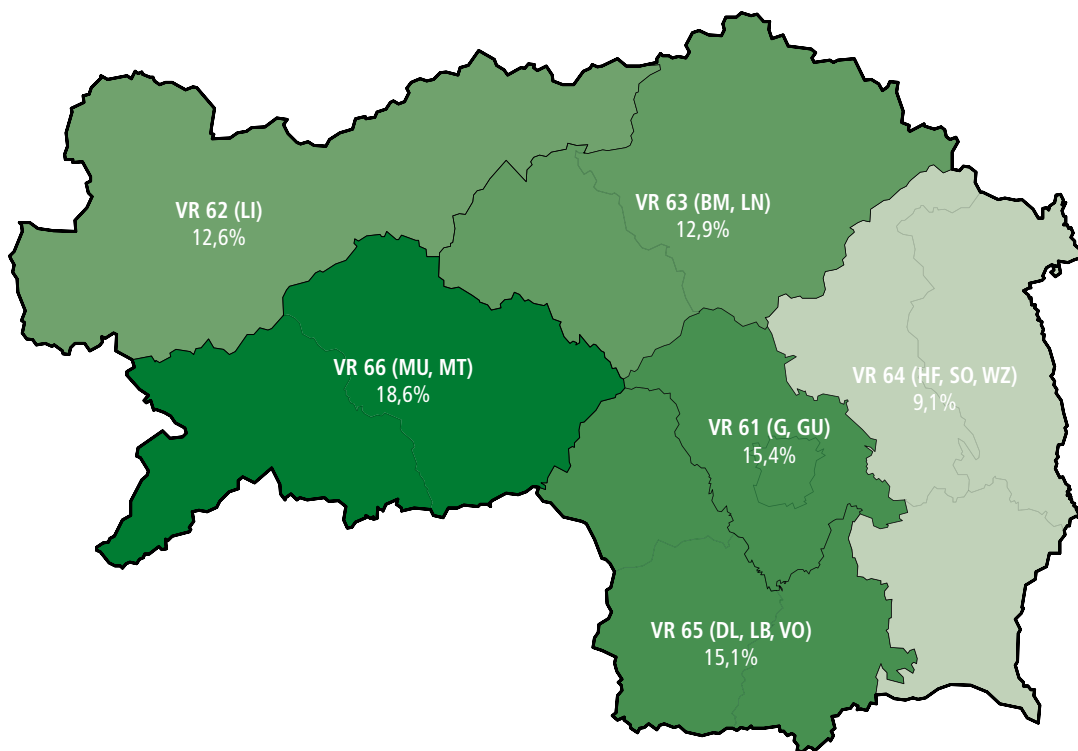 VR 62 (LI)
12,6%
VR 63 (BM, LN)
12,9%
VR 66 (MU, MT)
18,6%
VR 64 (HF, SO, WZ)
9,1%
VR 61 (G, GU)
15,4%
VR 65 (DL, LB, VO)
15,1%